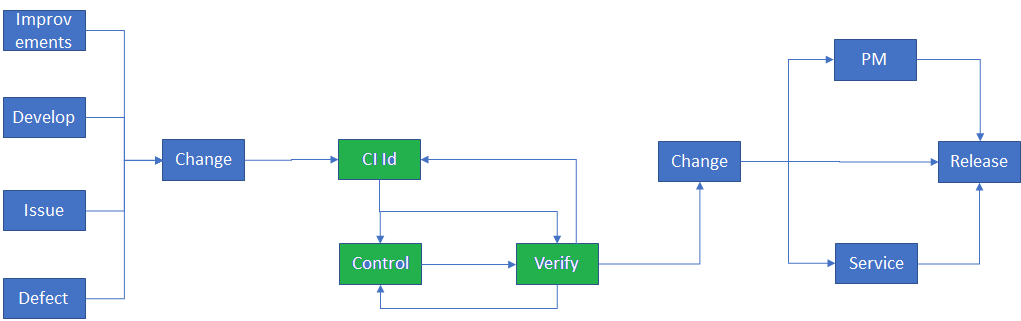 Improv
ements
Develop
Issue
Defect
Change
CI Id
Control
Verify
Change
PM
Service
Release